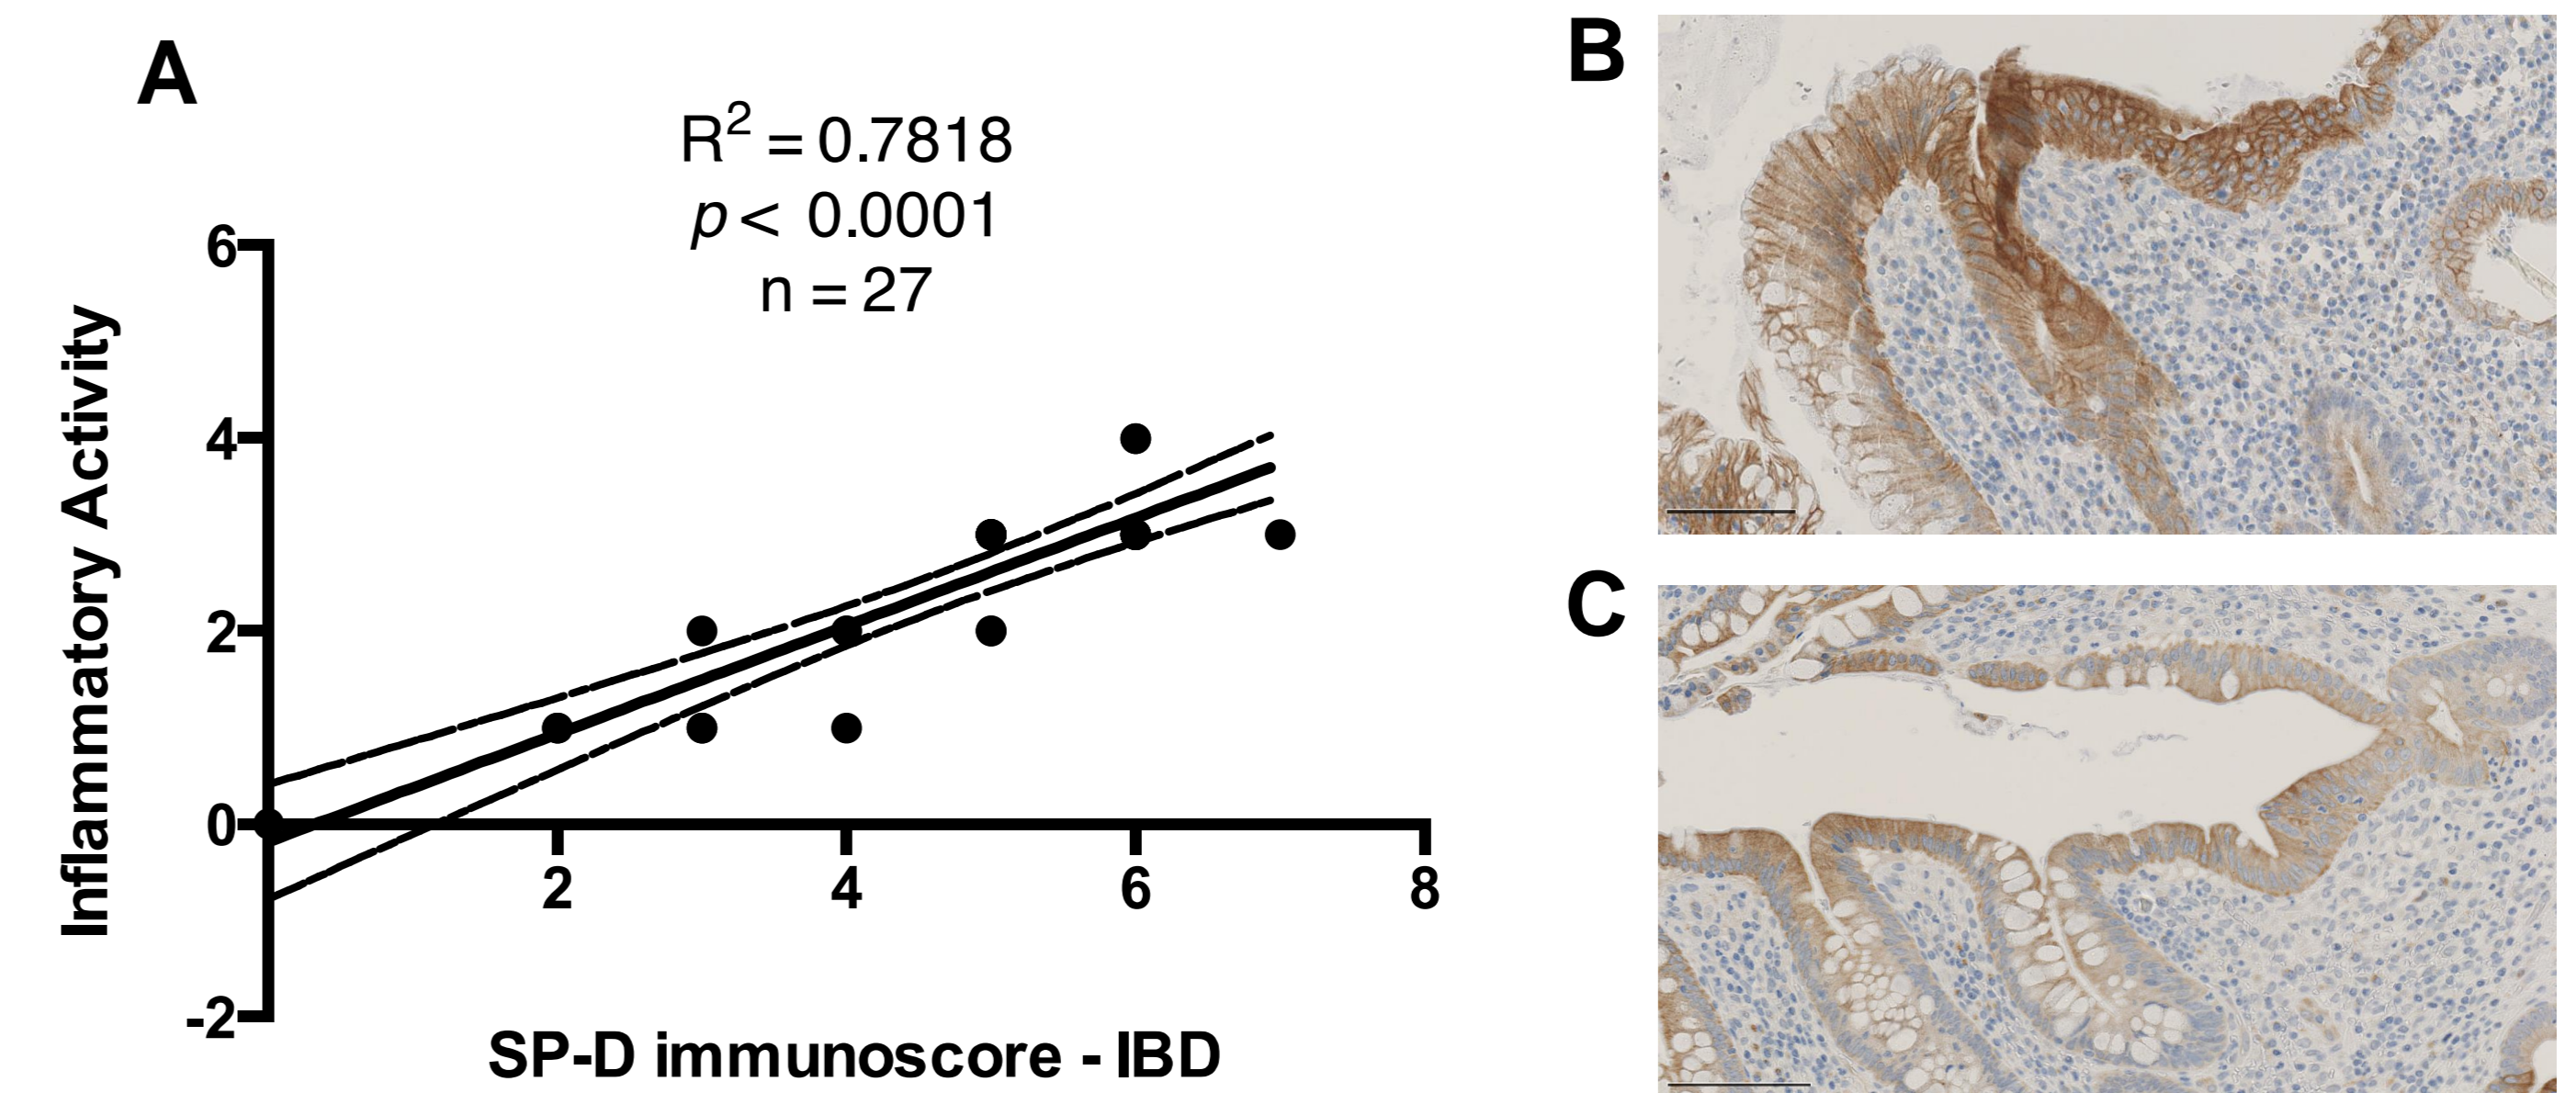 A
R² = 0.7818
p < 0.0001
n = 27
6
4
2
0
-2
2
4
6
8
Inflammatory Activity
SP-D immunoscore - IBD
B
C